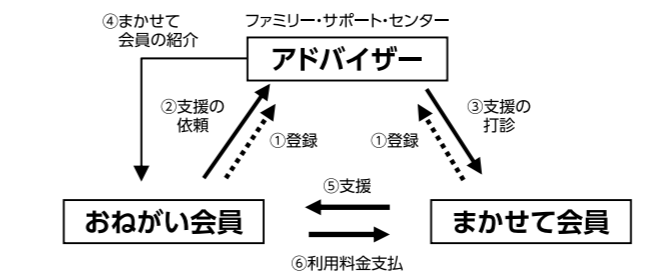 ④まかせて
会員の紹介
ファミリー・サポート・センター
アドバイザー
②支援の
依頼
①登録
①登録
③支援の
打診
おねがい会員
⑤支援
まかせて会員
⑥利用料金支払